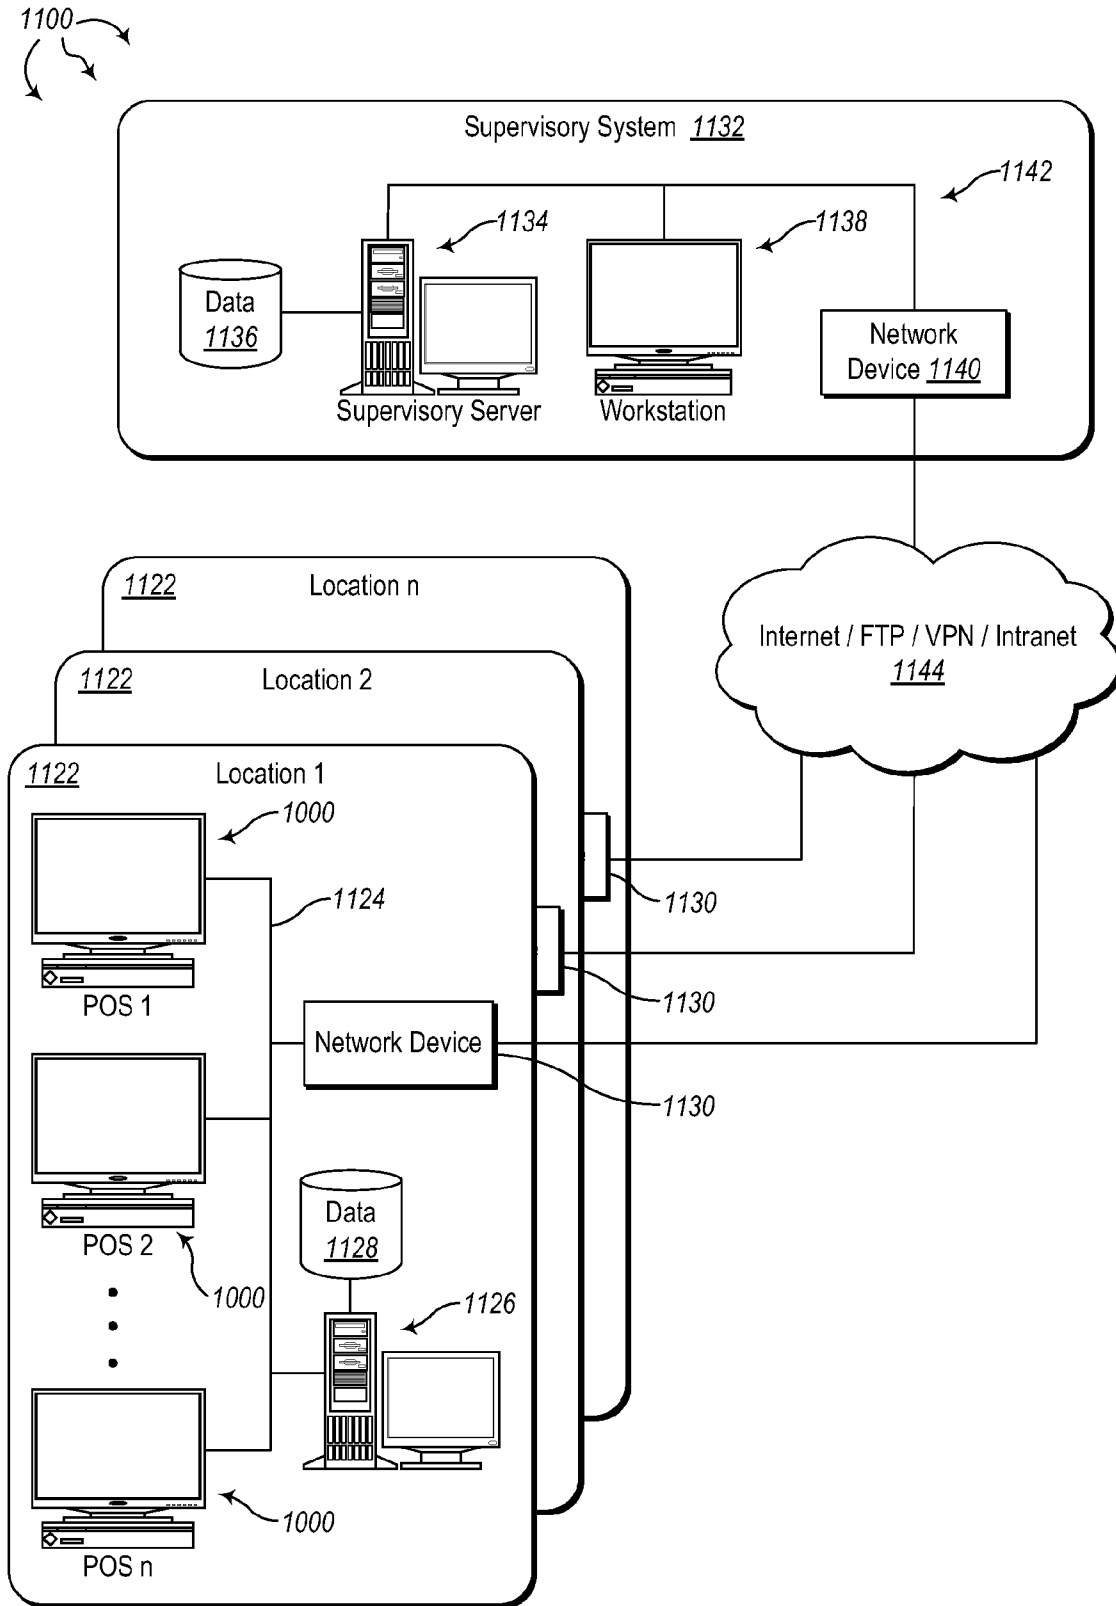 1100
Supervisory System 1132
1142
1134
1138
Data
1136
Network
Device 1140
Supervisory Server
Workstation
1122 Location n
Internet / FTP / VPN / Intranet
1144
1122 Location 2
1122 Location 1
1000
1124
1130
POS 1
1130
Network Device
1130
Data
1128
POS 2
1000
1126
1000
POS n